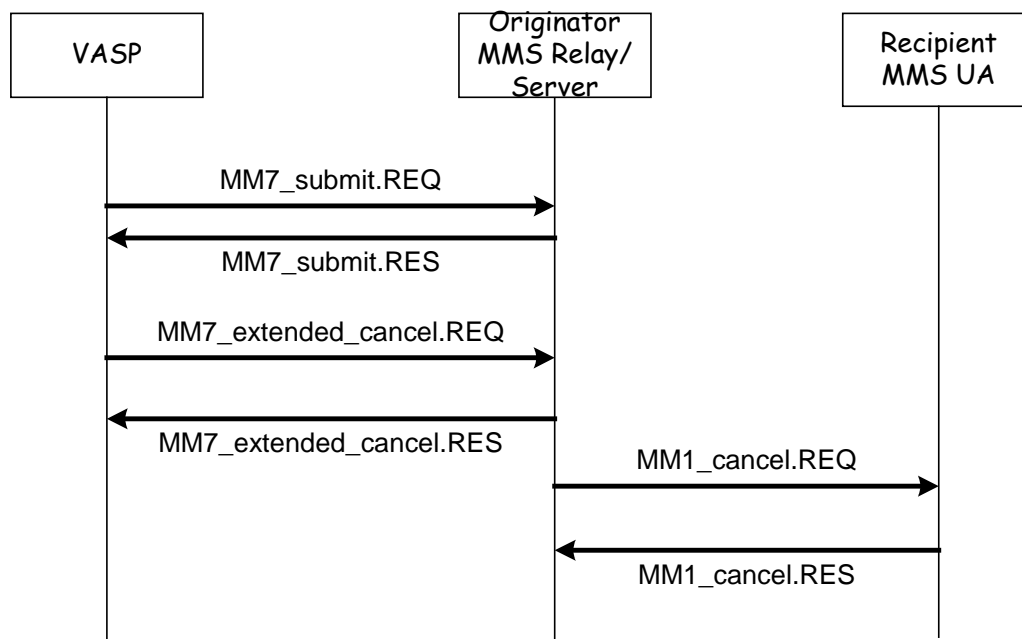 VASP
Originator
MMS Relay/
Server
Recipient
MMS UA
MM7_submit.REQ
MM7_submit.RES
MM7_extended_cancel.REQ
MM7_extended_cancel.RES
MM1_cancel.REQ
MM1_cancel.RES